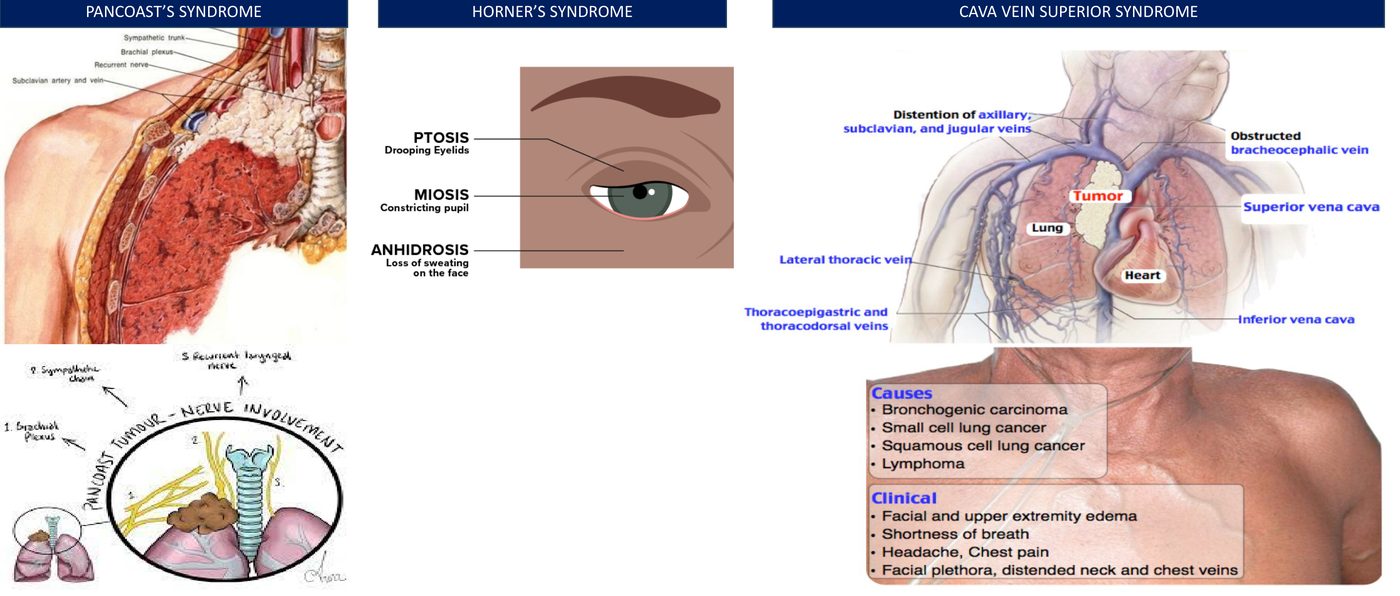 PANCOAST'S SYNDROME
Sympathetic trunk
Brachial plexus
Recurrent nerve
Subclavian artery and vein
S Recurrent laryngeal
nerve
2. Sympathetic
chain
1. Brachial
Plexus
PANCOAST TUMOUR - NERVE INVOLVEMENT
1.
2.
3.
HORNER'S SYNDROME
PTOSIS
Drooping Eyelids
MIOSIS
Constricting pupil
ANHIDROSIS
Loss of sweating
on the face
CAVA VEIN SUPERIOR SYNDROME
Distention of axillary,
subclavian, and jugular veins
Obstructed
bracheocephalic vein
Tumor
Superior vena cava
Lung
Lateral thoracic vein
Heart
Thoracoepigastric and
thoracodorsal veins
Inferior vena cava
Causes
• Bronchogenic carcinoma
• Small cell lung cancer
• Squamous cell lung cancer
• Lymphoma
Clinical
• Facial and upper extremity edema
• Shortness of breath
• Headache, Chest pain
• Facial plethora, distended neck and chest veins